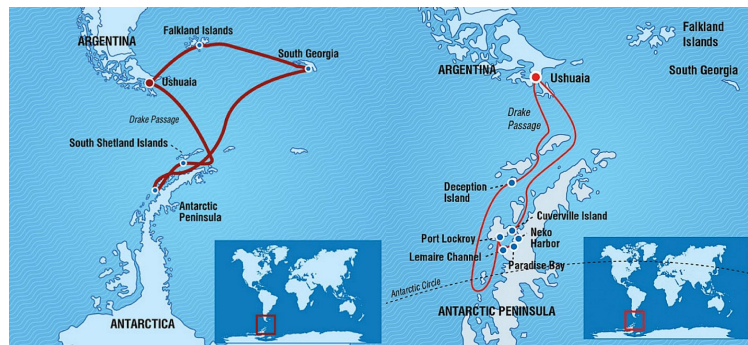 ARGENTINA
Falkland Islands
South Georgia
Ushuaia
Drake Passage
South Shetland Islands
Antarctic
Peninsula
ANTARCTICA
Falkland
Islands
ARGENTINA
Ushuaia
South Georgia
Drake
Passage
Deception
Island
Cuverville Island
Port Lockroy
Neko
Harbor
Lemaire Channel
Paradise Bay
Antarctic Circle
ANTARCTIC PENINSULA